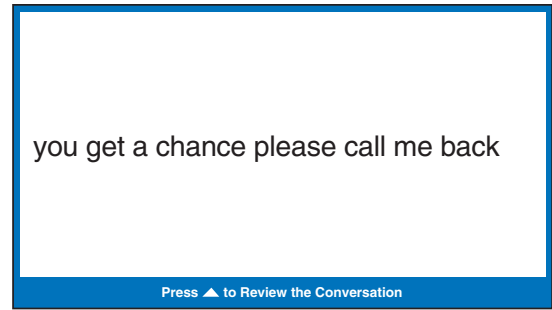 you get a chance please call me back
Press ▲ to Review the Conversation